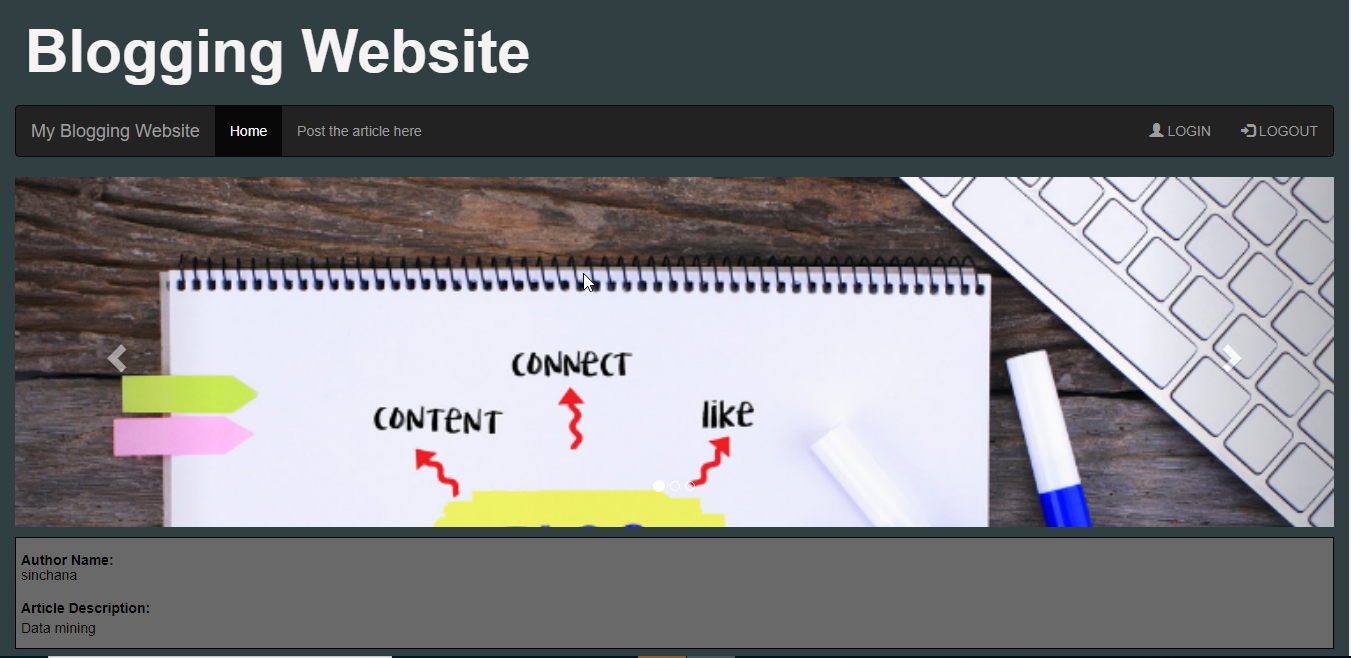 Blogging Website
My Blogging Website Home Post the article here LOGIN LOGOUT
CONNECT
CONTENT like
Author Name:
sinchana
Article Description:
Data mining